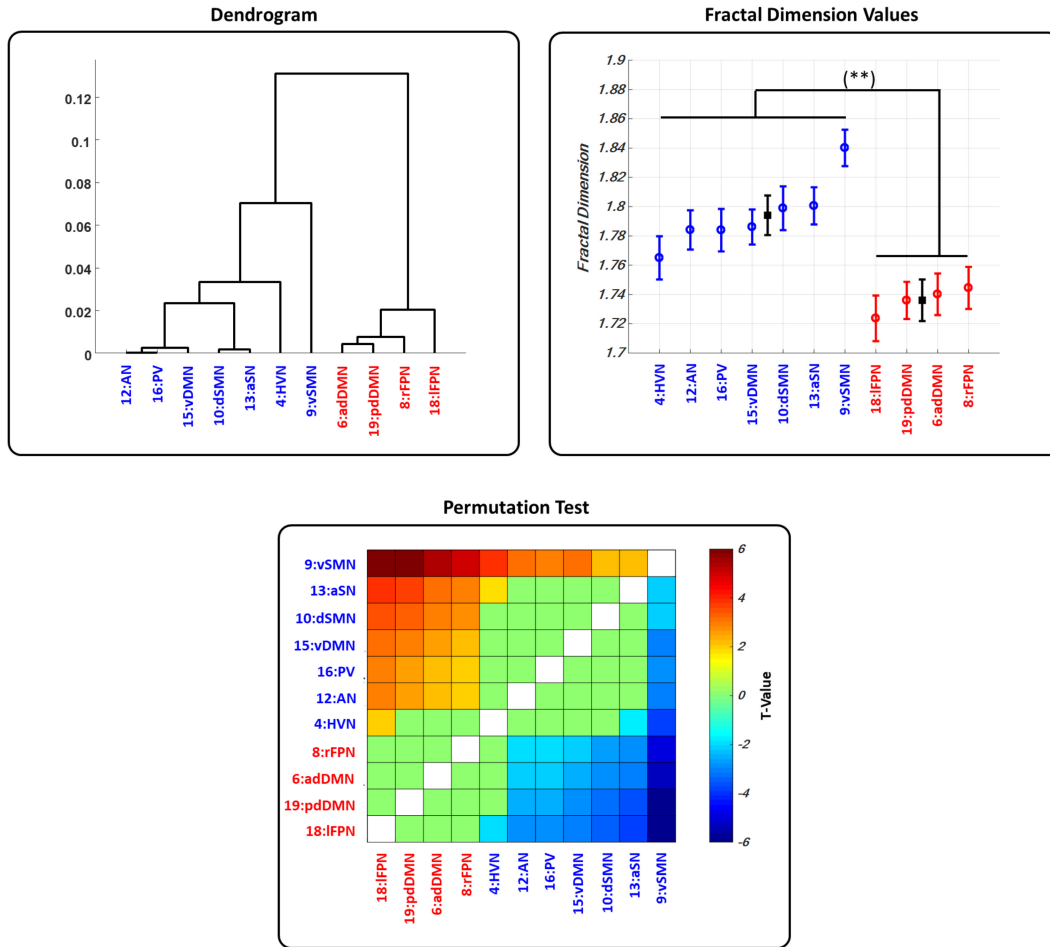 Dendrogram
0.12
0.1
0.08
0.06
0.04
0.02
0
12:AN
16:PV
15:vDMN
10:dSMN
13:aSN
4:HVN
9:vSMN
6:adDMN
19:pdDMN
8:rFPN
18:lFPN
Fractal Dimension Values
Fractal Dimension
1.9
1.88
1.86
1.84
1.82
1.8
1.78
1.76
1.74
1.72
1.7
(**)
4:HVN
12:AN
16:PV
15:vDMN
10:dSMN
13:aSN
9:vSMN
18:lFPN
19:pdDMN
6:adDMN
8:rFPN
Permutation Test
9:vSMN
13:aSN
10:dSMN
15:vDMN
16:PV
12:AN
4:HVN
8:rFPN
6:adDMN
19:pdDMN
18:lFPN
18:lFPN
19:pdDMN
6:adDMN
8:rFPN
4:HVN
12:AN
16:PV
15:vDMN
10:dSMN
13:aSN
9:vSMN
6
4
2
0
-2
-4
-6
T-Value